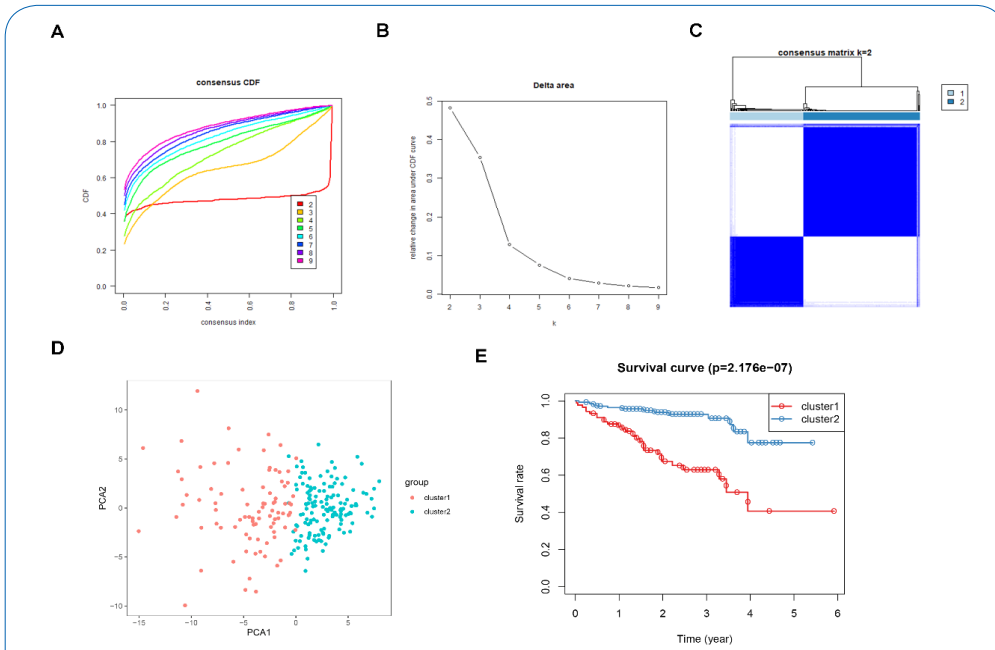 A
consensus CDF
CDF
1.0
0.8
0.6
0.4
0.2
0.0
0.0
0.2
0.4
0.6
0.8
1.0
consensus index
2
3
4
5
6
7
8
9
B
Delta area
relative change in area under CDF curve
0.5
0.4
0.3
0.2
0.1
0.0
2
3
4
5
6
7
8
9
k
C
consensus matrix k=2
1
2
D
PCA2
10
5
0
−5
−10
−15
−10
−5
0
5
PCA1
group
cluster1
cluster2
E
Survival curve (p=2.176e−07)
Survival rate
1.0
0.8
0.6
0.4
0.2
0.0
0
1
2
3
4
5
6
Time (year)
cluster1
cluster2